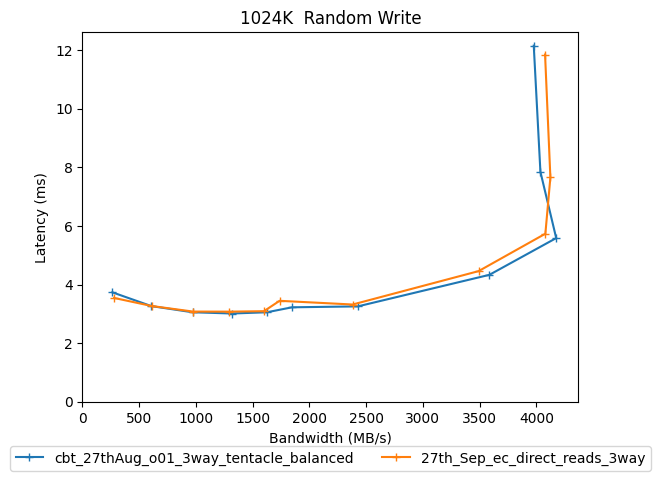 1024K  Random Write
12
10
8
6
4
2
0
Latency (ms)
0 500 1000 1500 2000 2500 3000 3500 4000
Bandwidth (MB/s)
cbt_27thAug_o01_3way_tentacle_balanced 27th_Sep_ec_direct_reads_3way